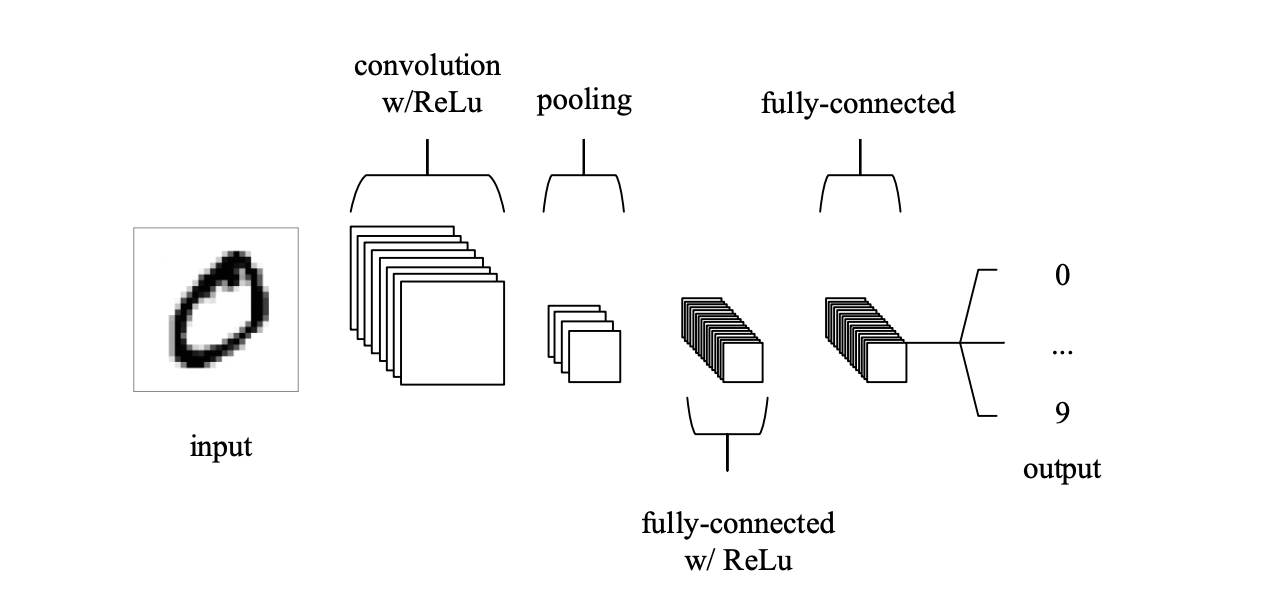 convolution
w/ReLu
pooling
fully-connected
input
fully-connected
w/ ReLu
0
...
9
output